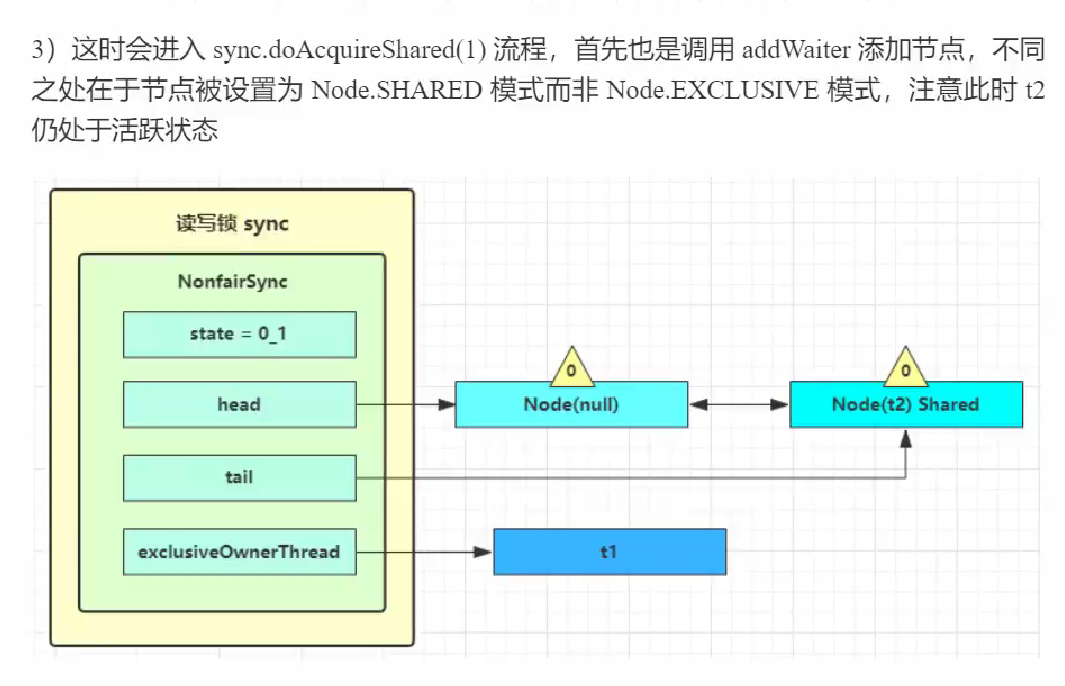 3）这时会进入 sync.doAcquireShared(1) 流程，首先也是调用 addWaiter 添加节点，不同
之处在于节点被设置为 Node.SHARED 模式而非 Node.EXCLUSIVE 模式，注意此时 t2
仍处于活跃状态
读写锁 sync
NonfairSync
state = 0_1
head
0
Node(null)
0
Node(t2) Shared
tail
exclusiveOwnerThread
t1